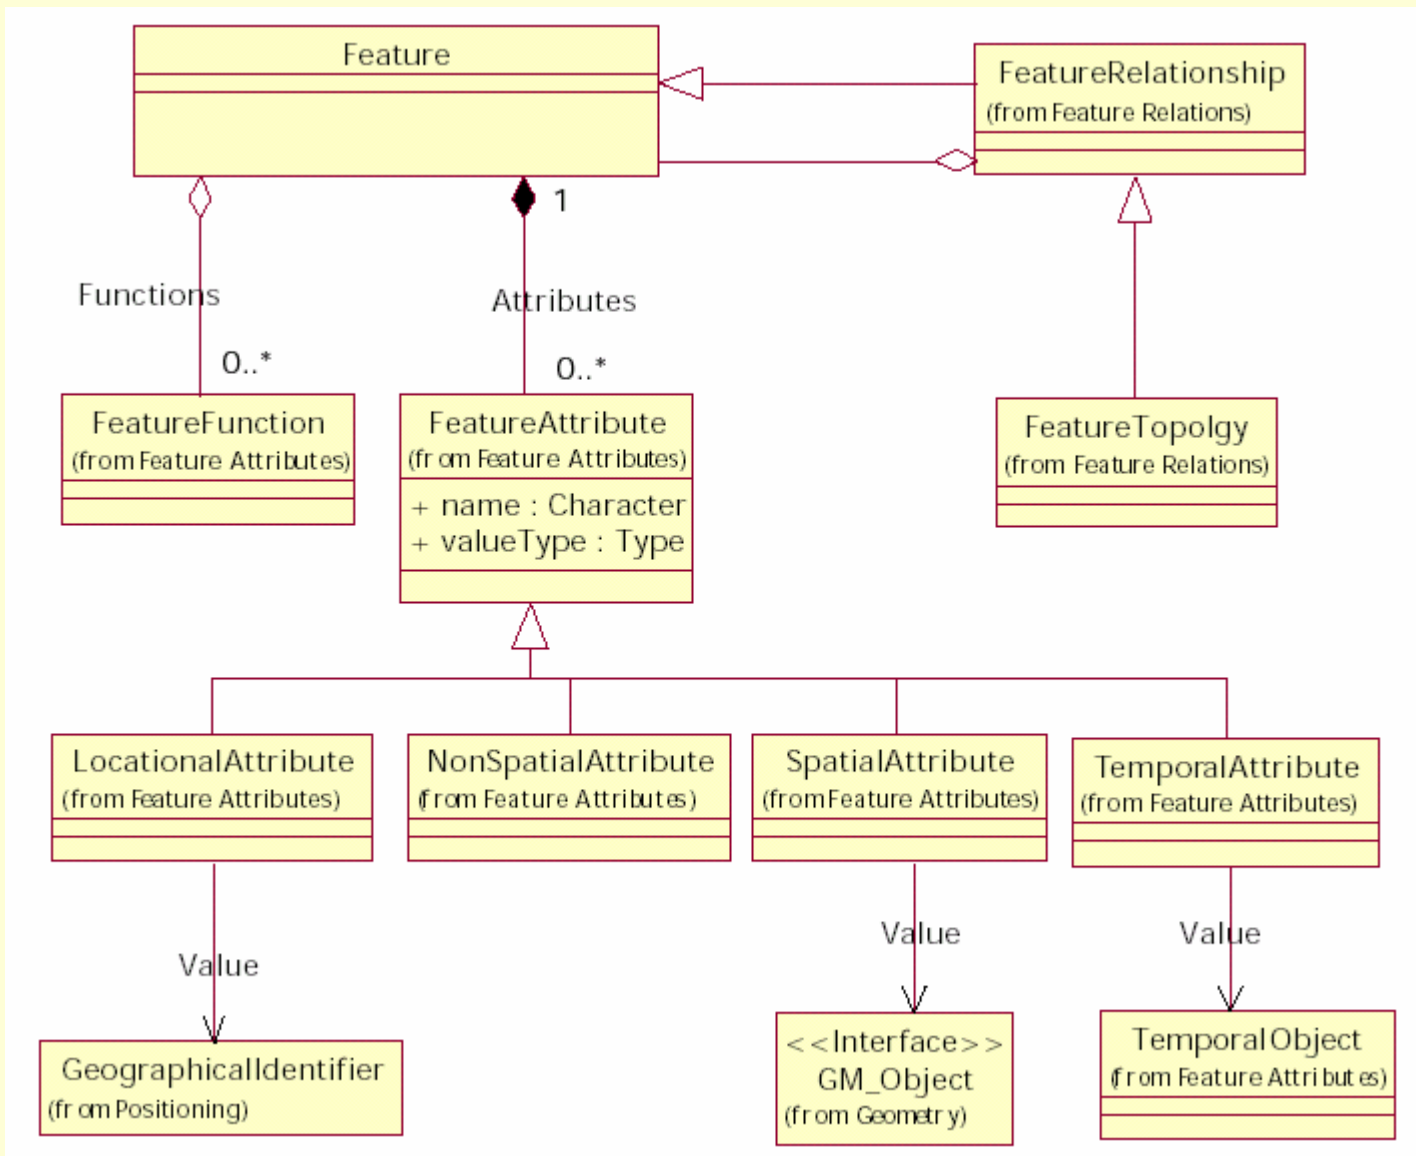 Feature
FeatureRelationship
(from Feature Relations)
1
Functions
Attributes
0..*
0..*
FeatureFunction
(from Feature Attributes)
FeatureAttribute
(from Feature Attributes)
+ name : Character
+ valueType : Type
FeatureTopolgy
(from Feature Relations)
LocationalAttribute
(from Feature Attributes)
NonSpatialAttribute
(from Feature Attributes)
SpatialAttribute
(from Feature Attributes)
TemporalAttribute
(from Feature Attributes)
Value
Value
Value
GeographicalIdentifier
(from Positioning)
<<Interface>>
GM_Object
(from Geometry)
TemporalObject
(from Feature Attributes)